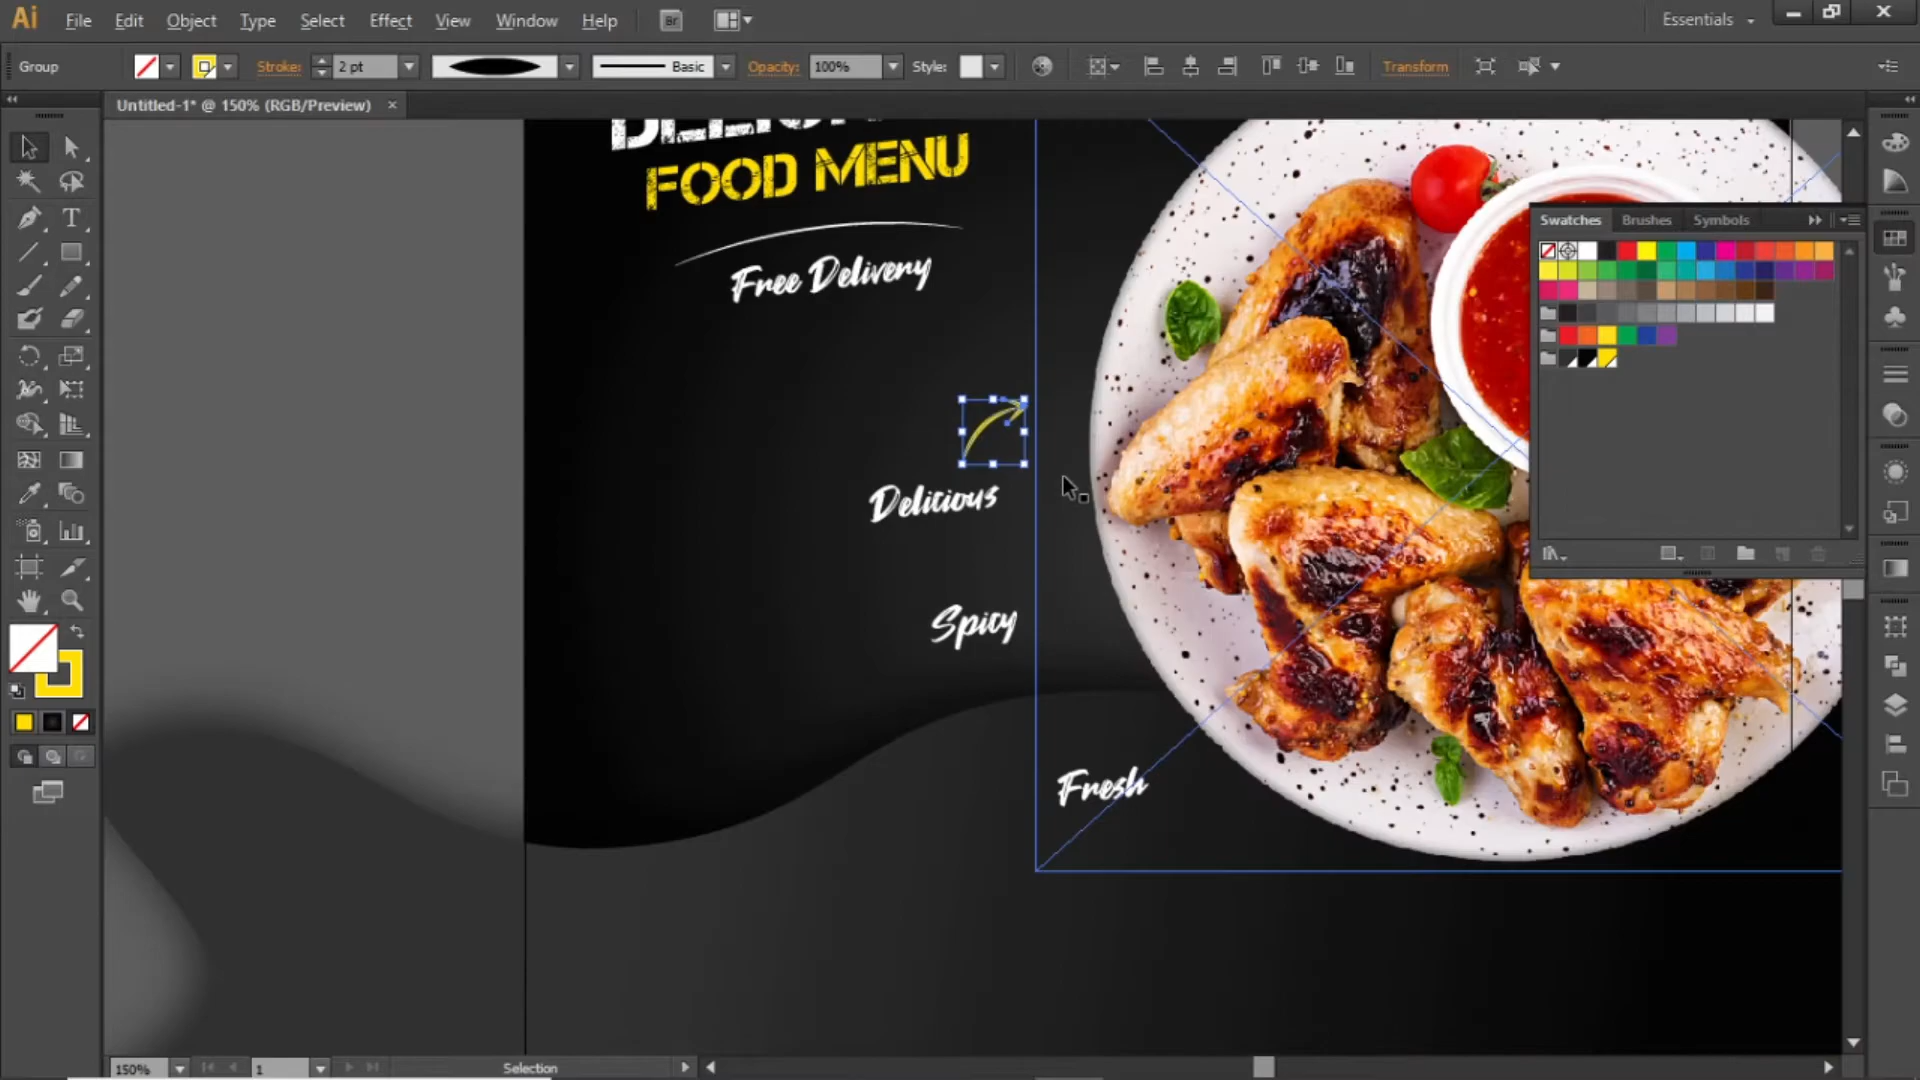 Ai File Edit Object Type Select Effect View Window Help Br Essentials
Group Stroke: 2 pt Basic Opacity: 100% Style: Transform
Untitled-1* @ 150% (RGB/Preview)
FOOD MENU
Free Delivery
Swatches Brushes Symbols
Delicious
Spicy
Fresh
150% 1 Selection